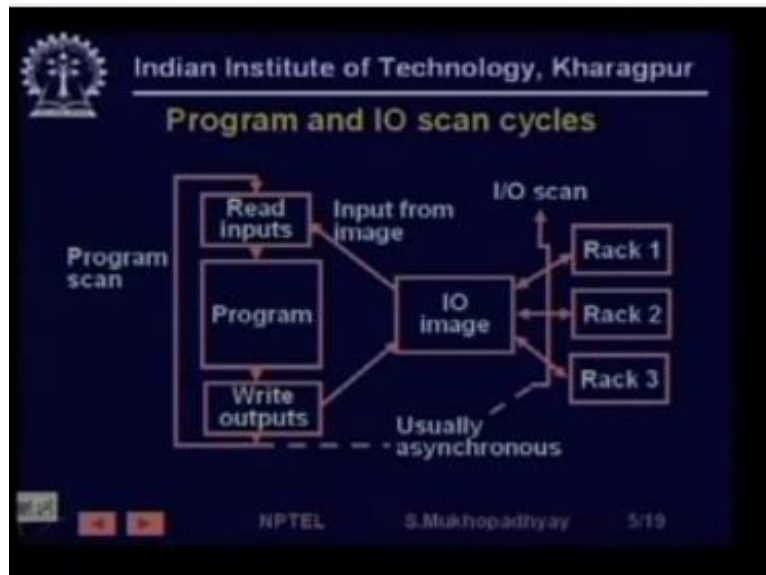 Indian Institute of Technology, Kharagpur
Program and IO scan cycles
I/O scan
Read
inputs
Input from
image
Program
scan
Rack 1
Program
IO
image
Rack 2
Rack 3
Write
outputs
Usually
asynchronous
NPTEL
S.Mukhopadhyay
5/19